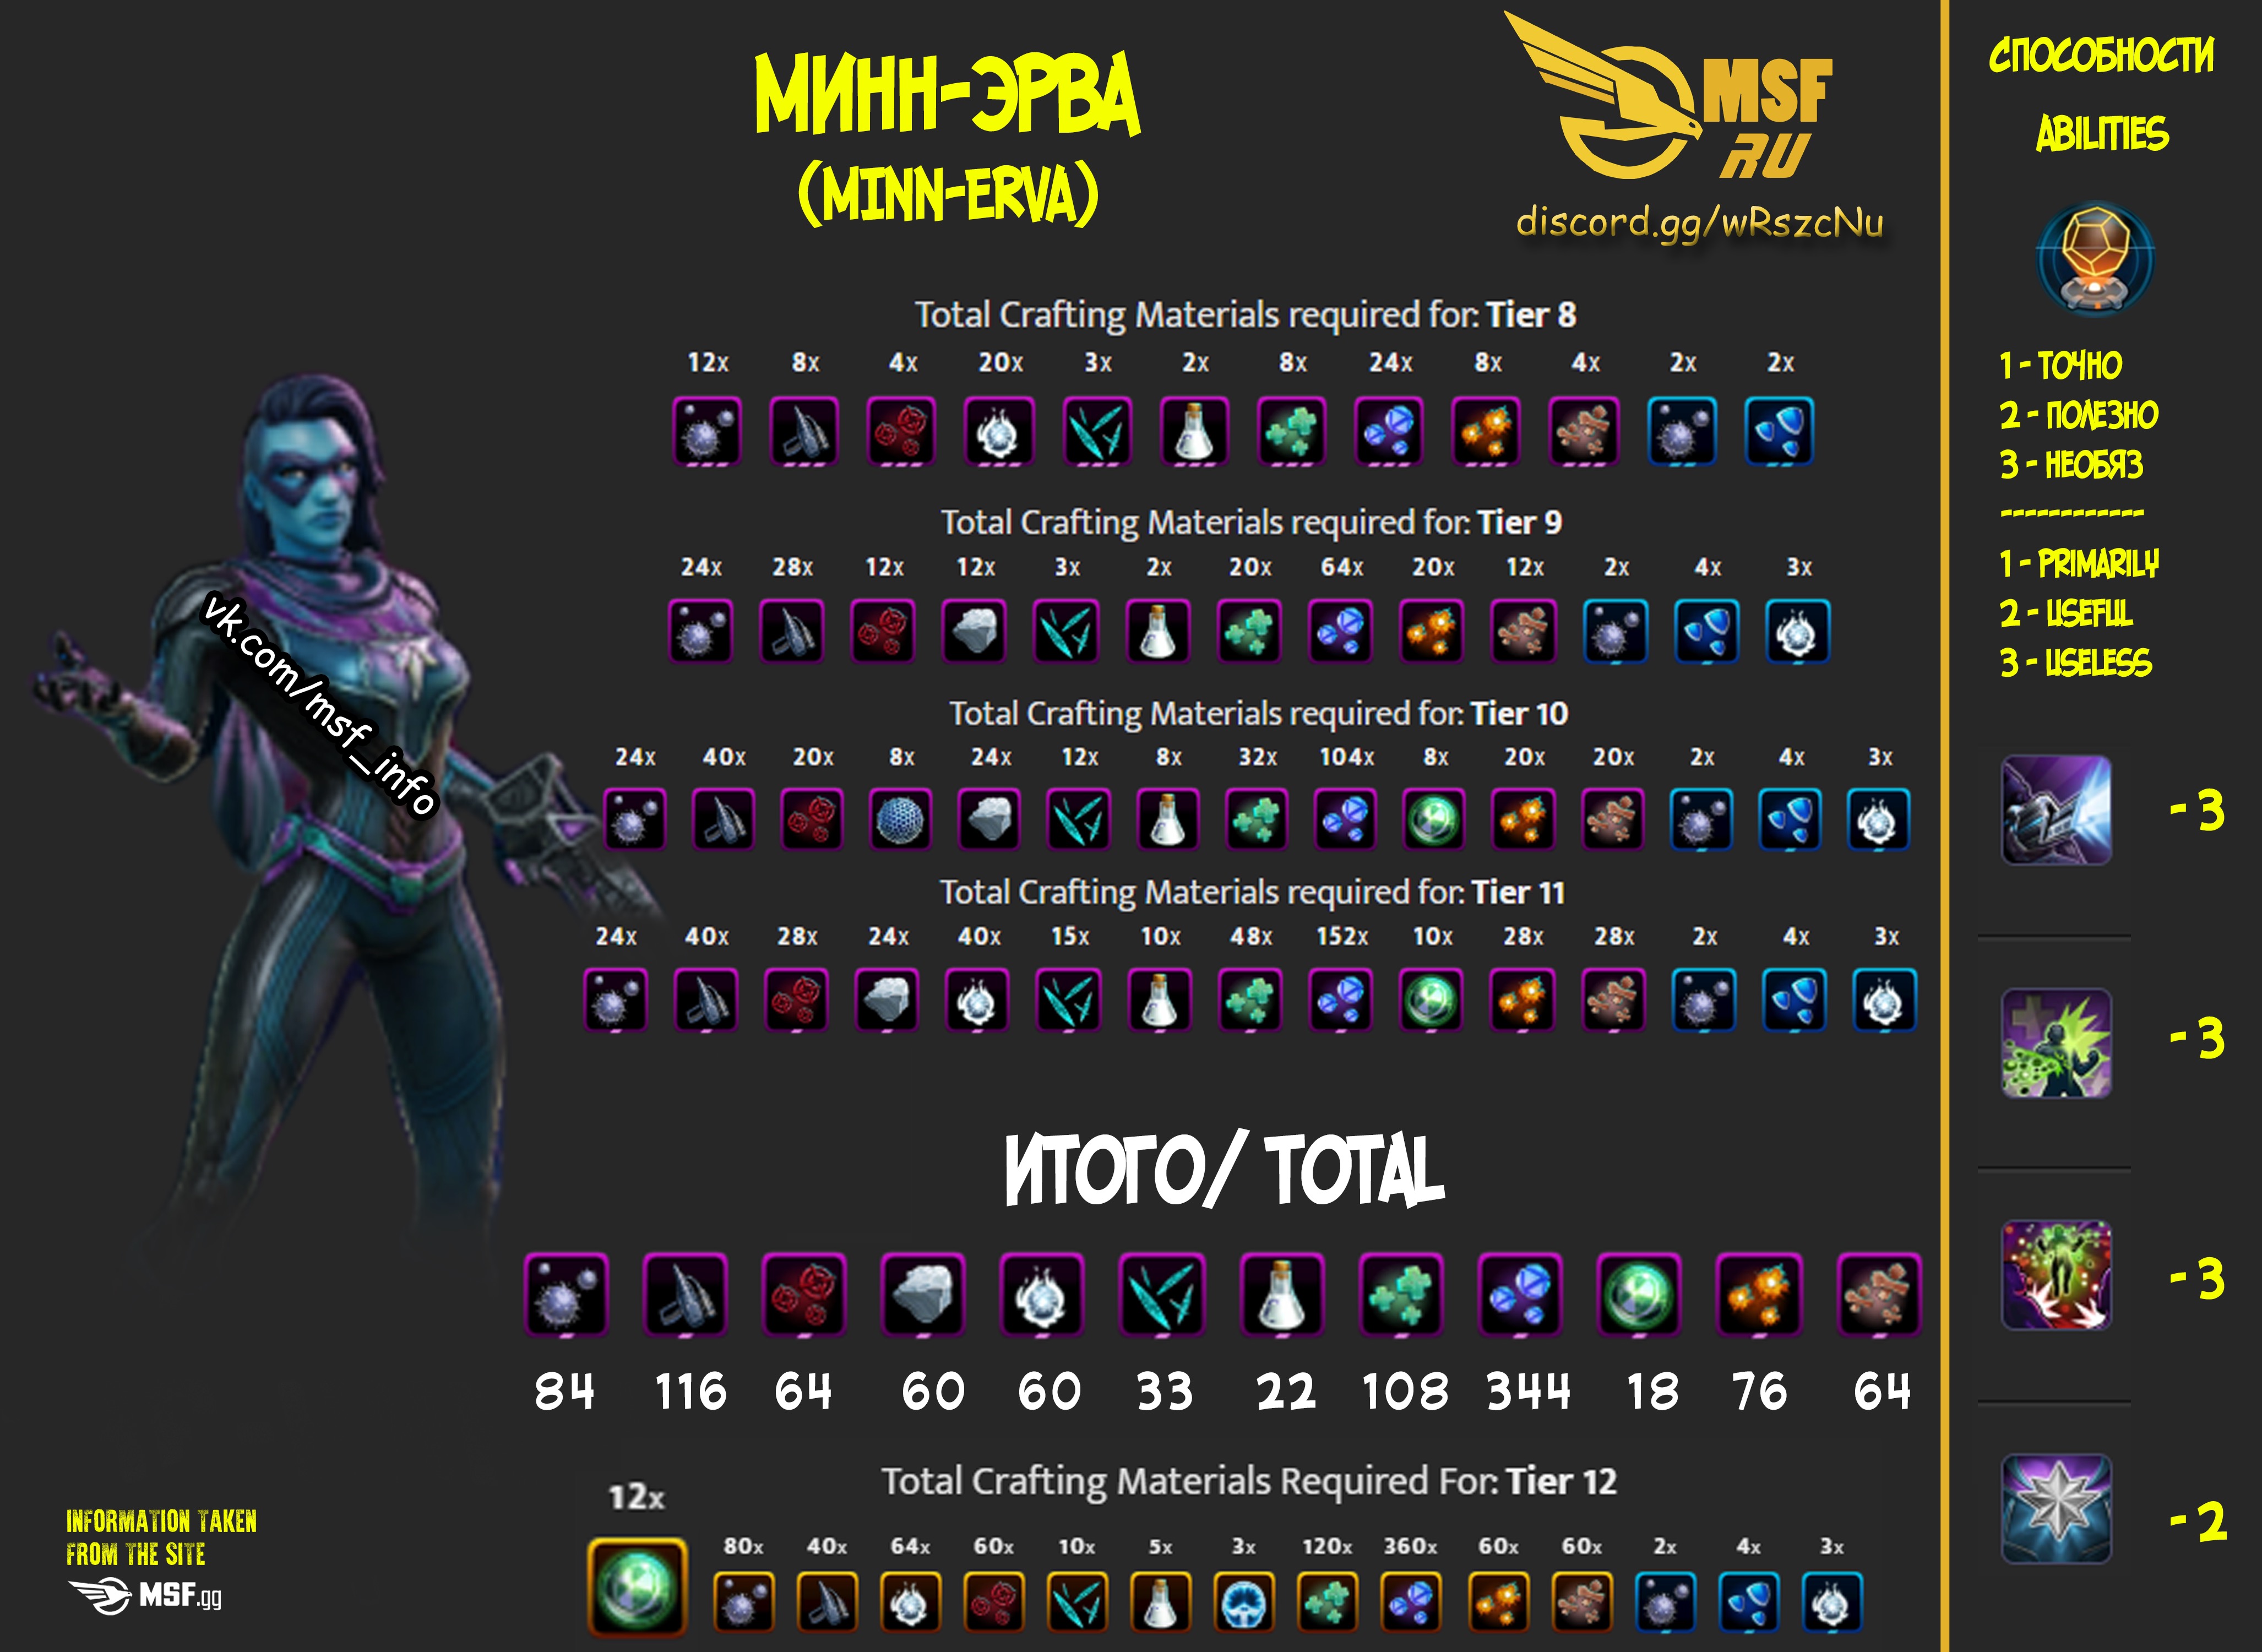 МИНН-ЭРВА
(MINN-ERVA)
MSF
RU
discord.gg/wRszcNu
Total Crafting Materials required for: Tier 8
12x 8x 4x 20x 3x 2x 8x 24x 8x 4x 2x 2x
Total Crafting Materials required for: Tier 9
24x 28x 12x 12x 3x 2x 20x 64x 20x 12x 2x 4x 3x
Total Crafting Materials required for: Tier 10
24x 40x 20x 8x 24x 12x 8x 32x 104x 8x 20x 20x 2x 4x 3x
Total Crafting Materials required for: Tier 11
24x 40x 28x 24x 40x 15x 10x 48x 152x 10x 28x 28x 2x 4x 3x
vk.com/msf_info
ИТОГО/ TOTAL
84 116 64 60 60 33 22 108 344 18 76 64
Total Crafting Materials Required For: Tier 12
12x
80x 40x 64x 60x 10x 5x 3x 120x 360x 60x 60x 2x 4x 3x
INFORMATION TAKEN
FROM THE SITE
MSF.gg
СПОСОБНОСТИ
ABILITIES
1 - ТОЧНО
2 - ПОЛЕЗНО
3 - НЕОБЯЗ
------------
1 - PRIMARILY
2 - USEFUL
3 - USELESS
- 3
- 3
- 3
- 2